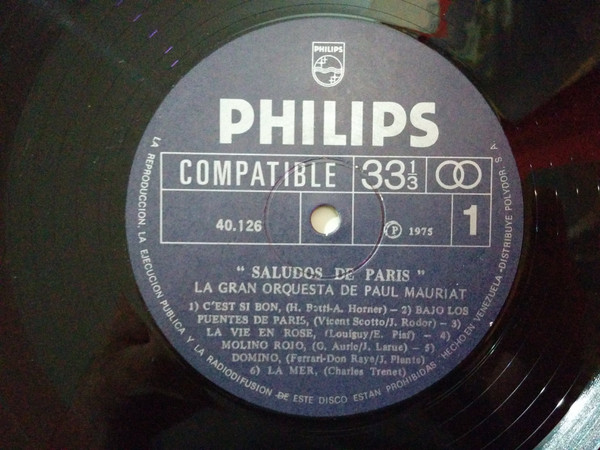 PHILIPS
PHILIPS
COMPATIBLE 33 1/3
40.126 Ⓟ 1975 1
" SALUDOS DE PARIS "
LA GRAN ORQUESTA DE PAUL MAURIAT
1) C'EST SI BON, (H. Betti-A. Horner) - 2) BAJO LOS
PUENTES DE PARIS, (Vicent Scotto/J. Rodor) - 3)
LA VIE EN ROSE, (Louiguy/E. Piaf) - 4)
MOLINO ROJO, (G. Auric/J. Larue) - 5)
DOMINO, (Ferrari-Don Raye/J. Plante)
6) LA MER, (Charles Trenet)
LA REPRODUCCION, LA EJECUCION PUBLICA Y LA RADIODIFUSION DE ESTE DISCO ESTAN PROHIBIDAS-HECHO EN VENEZUELA-DISTRIBUYE POLYDOR, S. A.